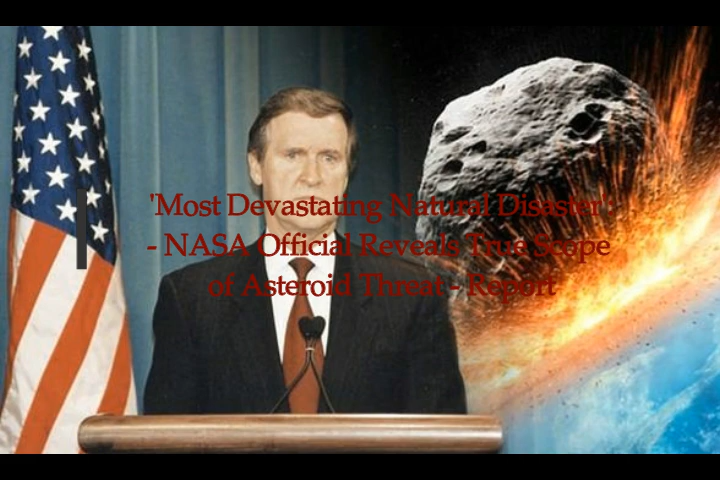 'Most Devastating Natural Disaster':
- NASA Official Reveals True Scope
of Asteroid Threat - Report